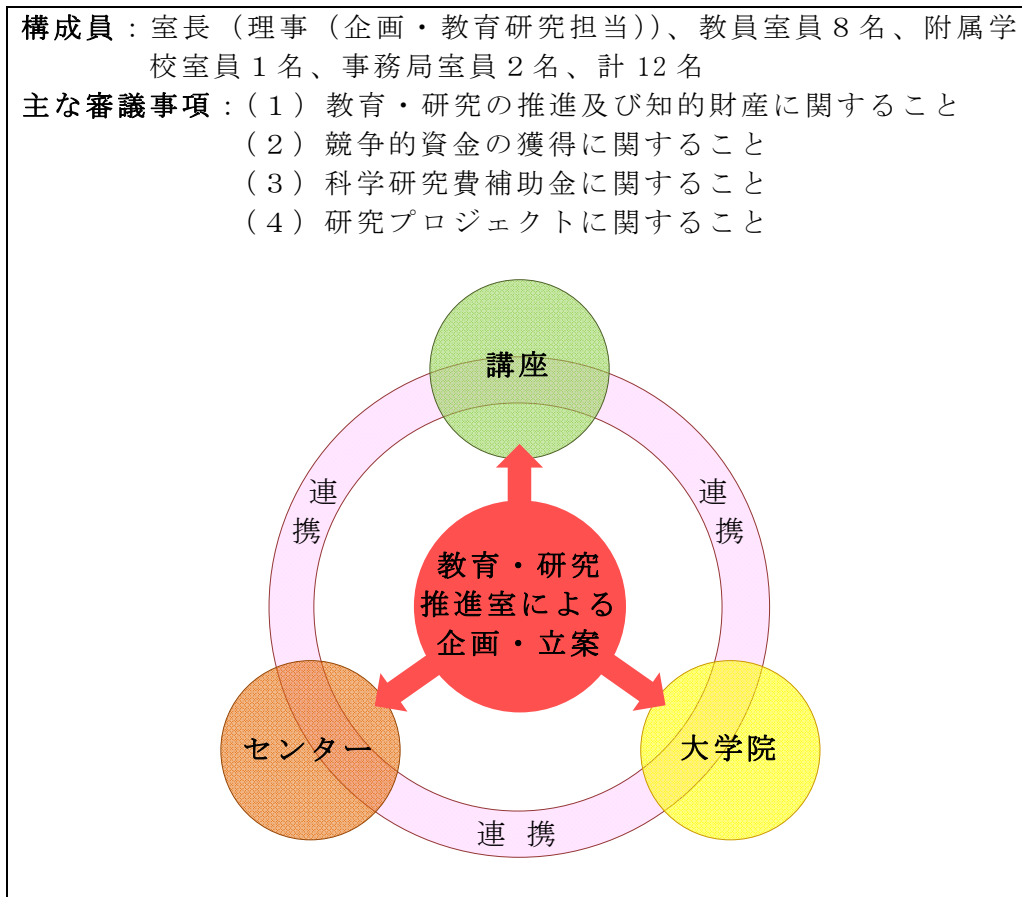 構成員：室長（理事（企画・教育研究担当））、教員室員８名、附属学
校室員１名、事務局室員２名、計 12 名
主な審議事項：（１）教育・研究の推進及び知的財産に関すること
（２）競争的資金の獲得に関すること
（３）科学研究費補助金に関すること
（４）研究プロジェクトに関すること
講座
連携
連携
教育・研究
推進室による
企画・立案
センター
大学院
連 携